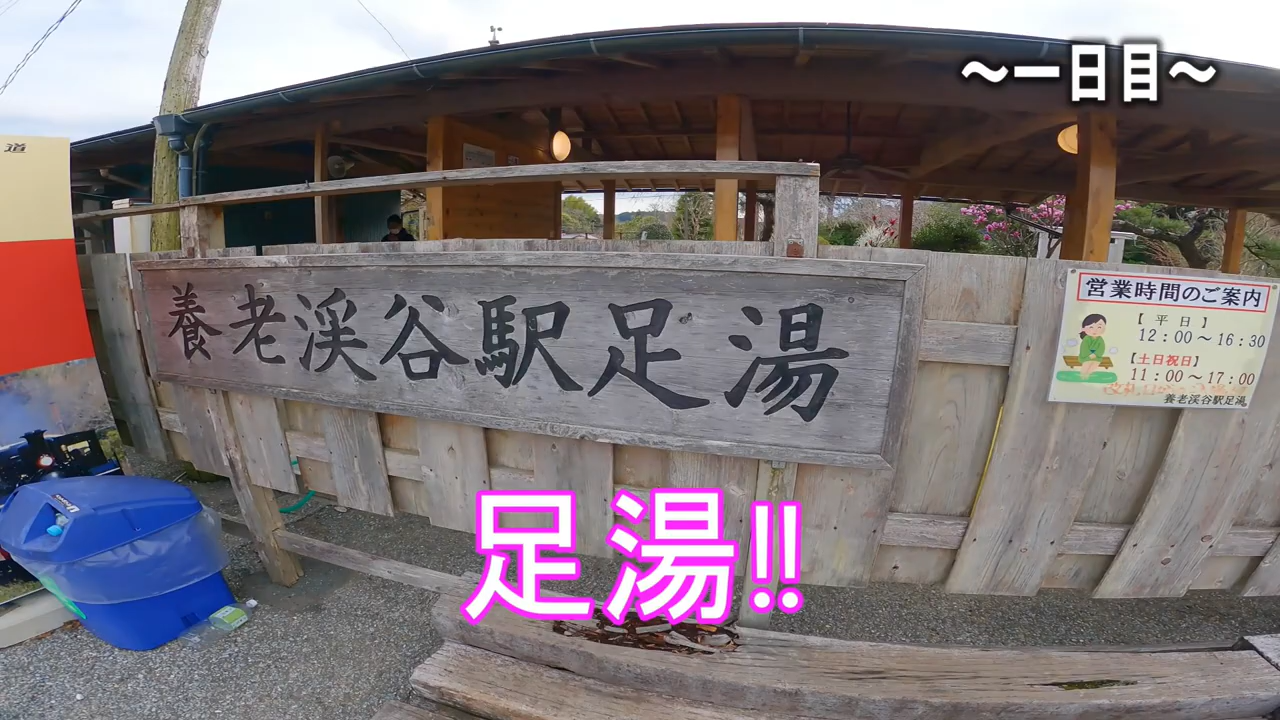 〜一日目〜
道
養老渓谷駅足湯
営業時間のご案内
【 平 日 】
12:00〜16:30
【土日祝日】
11:00〜17:00
養老渓谷駅足湯
足湯!!